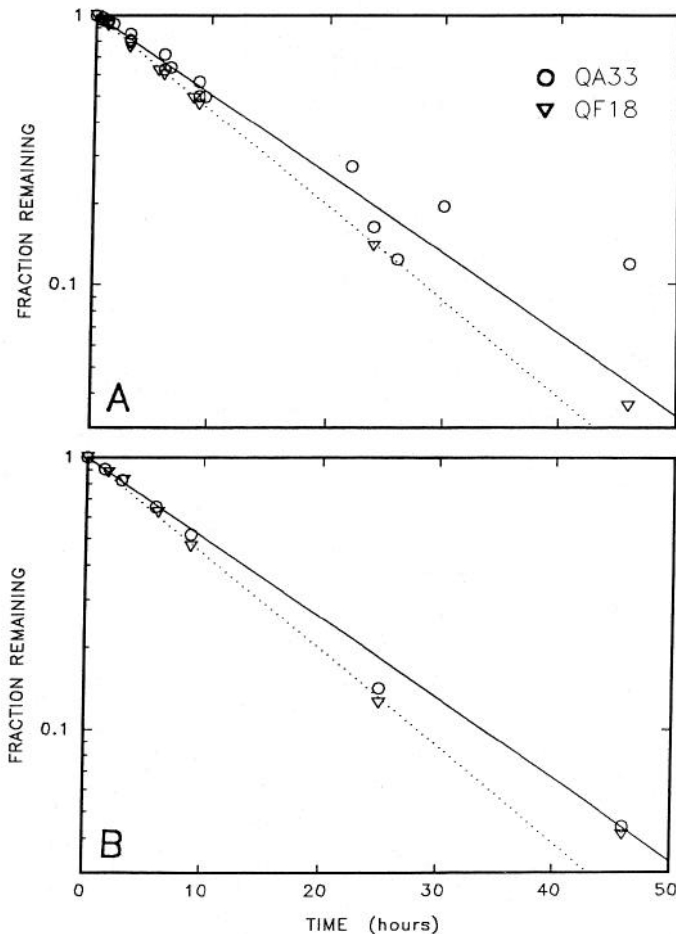 1
QA33
QF18
0.1
FRACTION REMAINING
A
1
0.1
FRACTION REMAINING
B
0 10 20 30 40 50
TIME (hours)